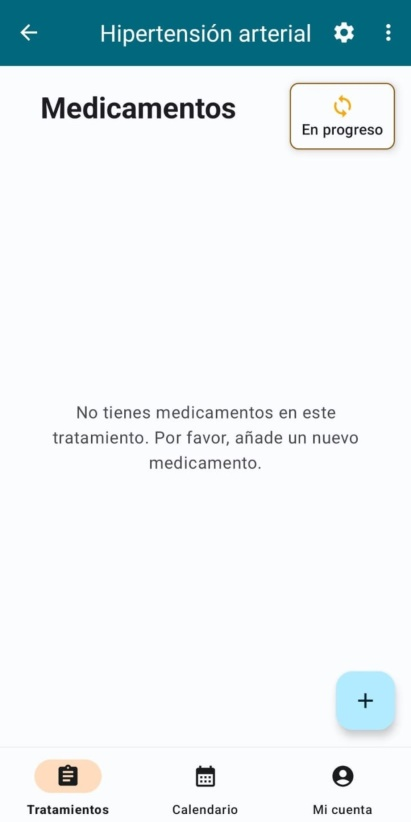 Hipertensión arterial
Medicamentos
En progreso
No tienes medicamentos en este
tratamiento. Por favor, añade un nuevo
medicamento.
Tratamientos
Calendario
Mi cuenta